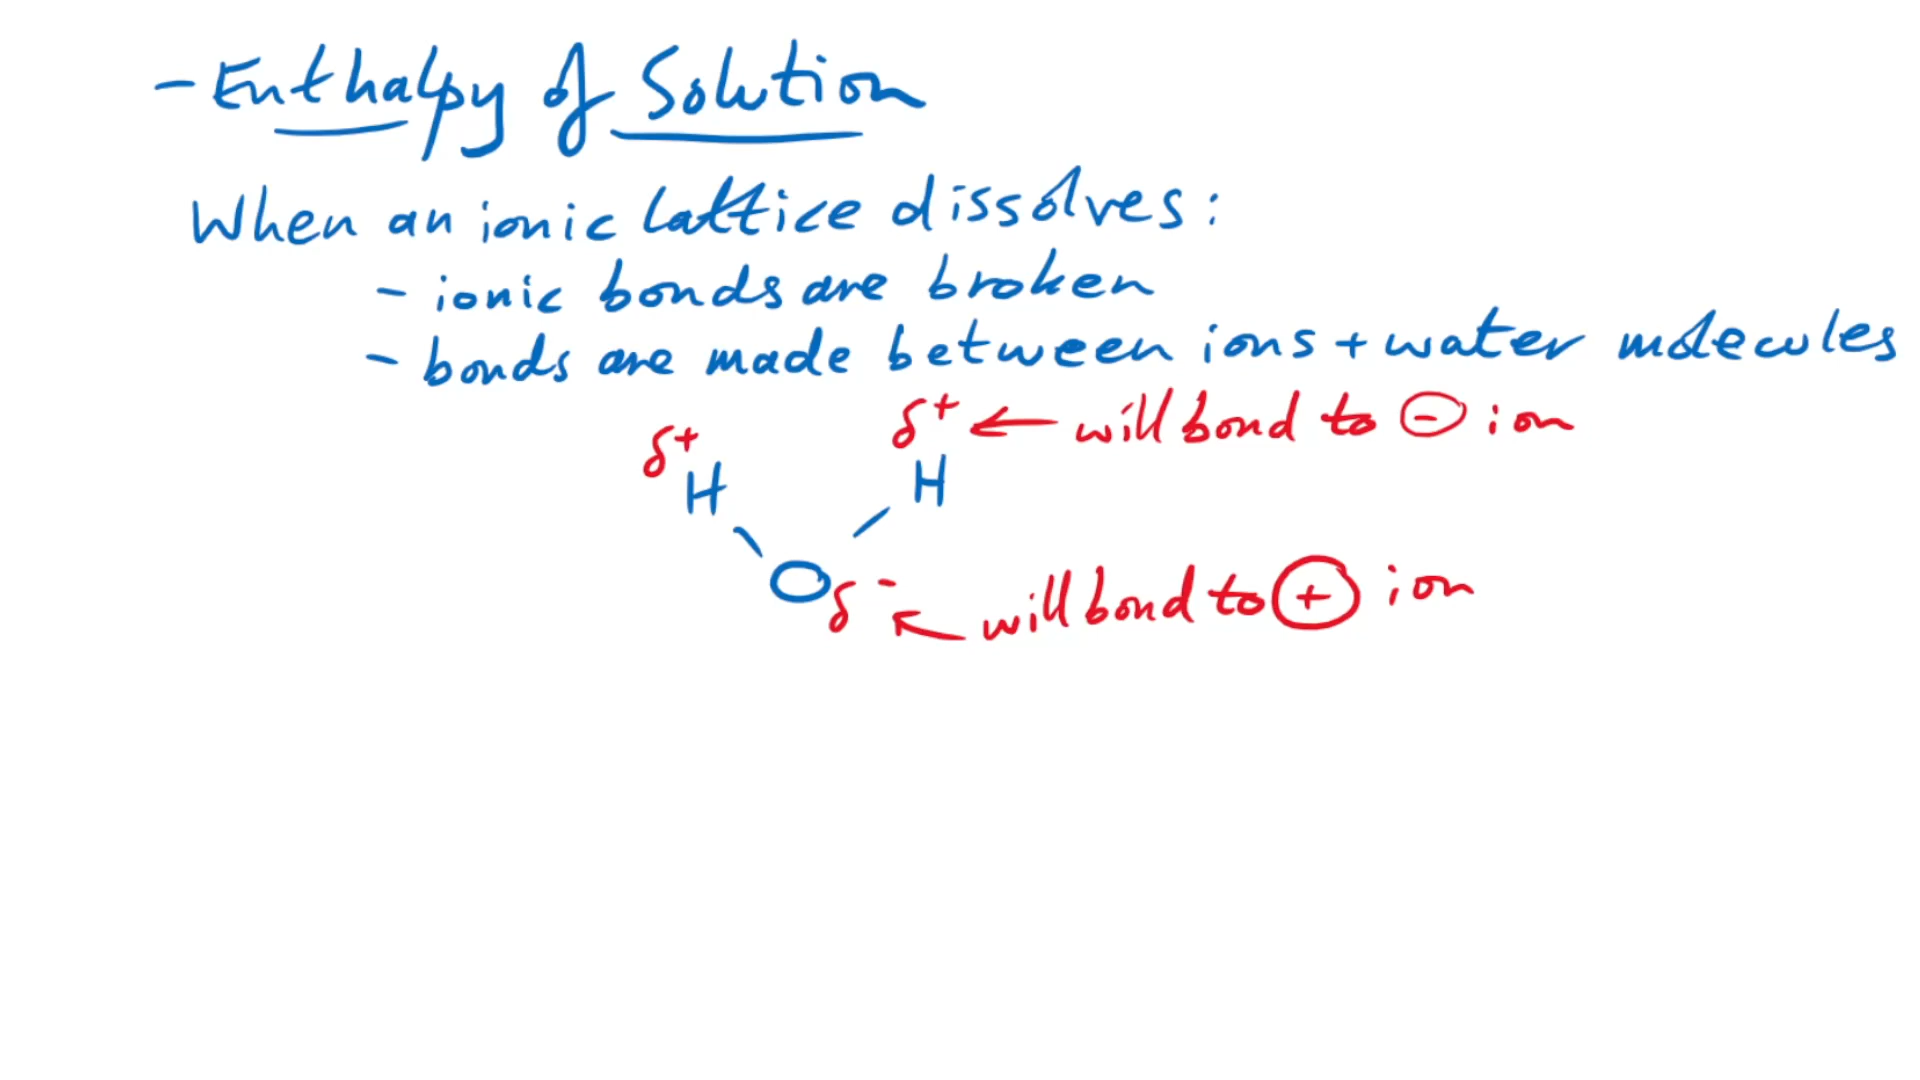 - Enthalpy of Solution
When an ionic lattice dissolves:
- ionic bonds are broken
- bonds are made between ions + water molecules
δ+ δ+ ← will bond to ⊖ ion
H H
O δ- ← will bond to ⊕ ion